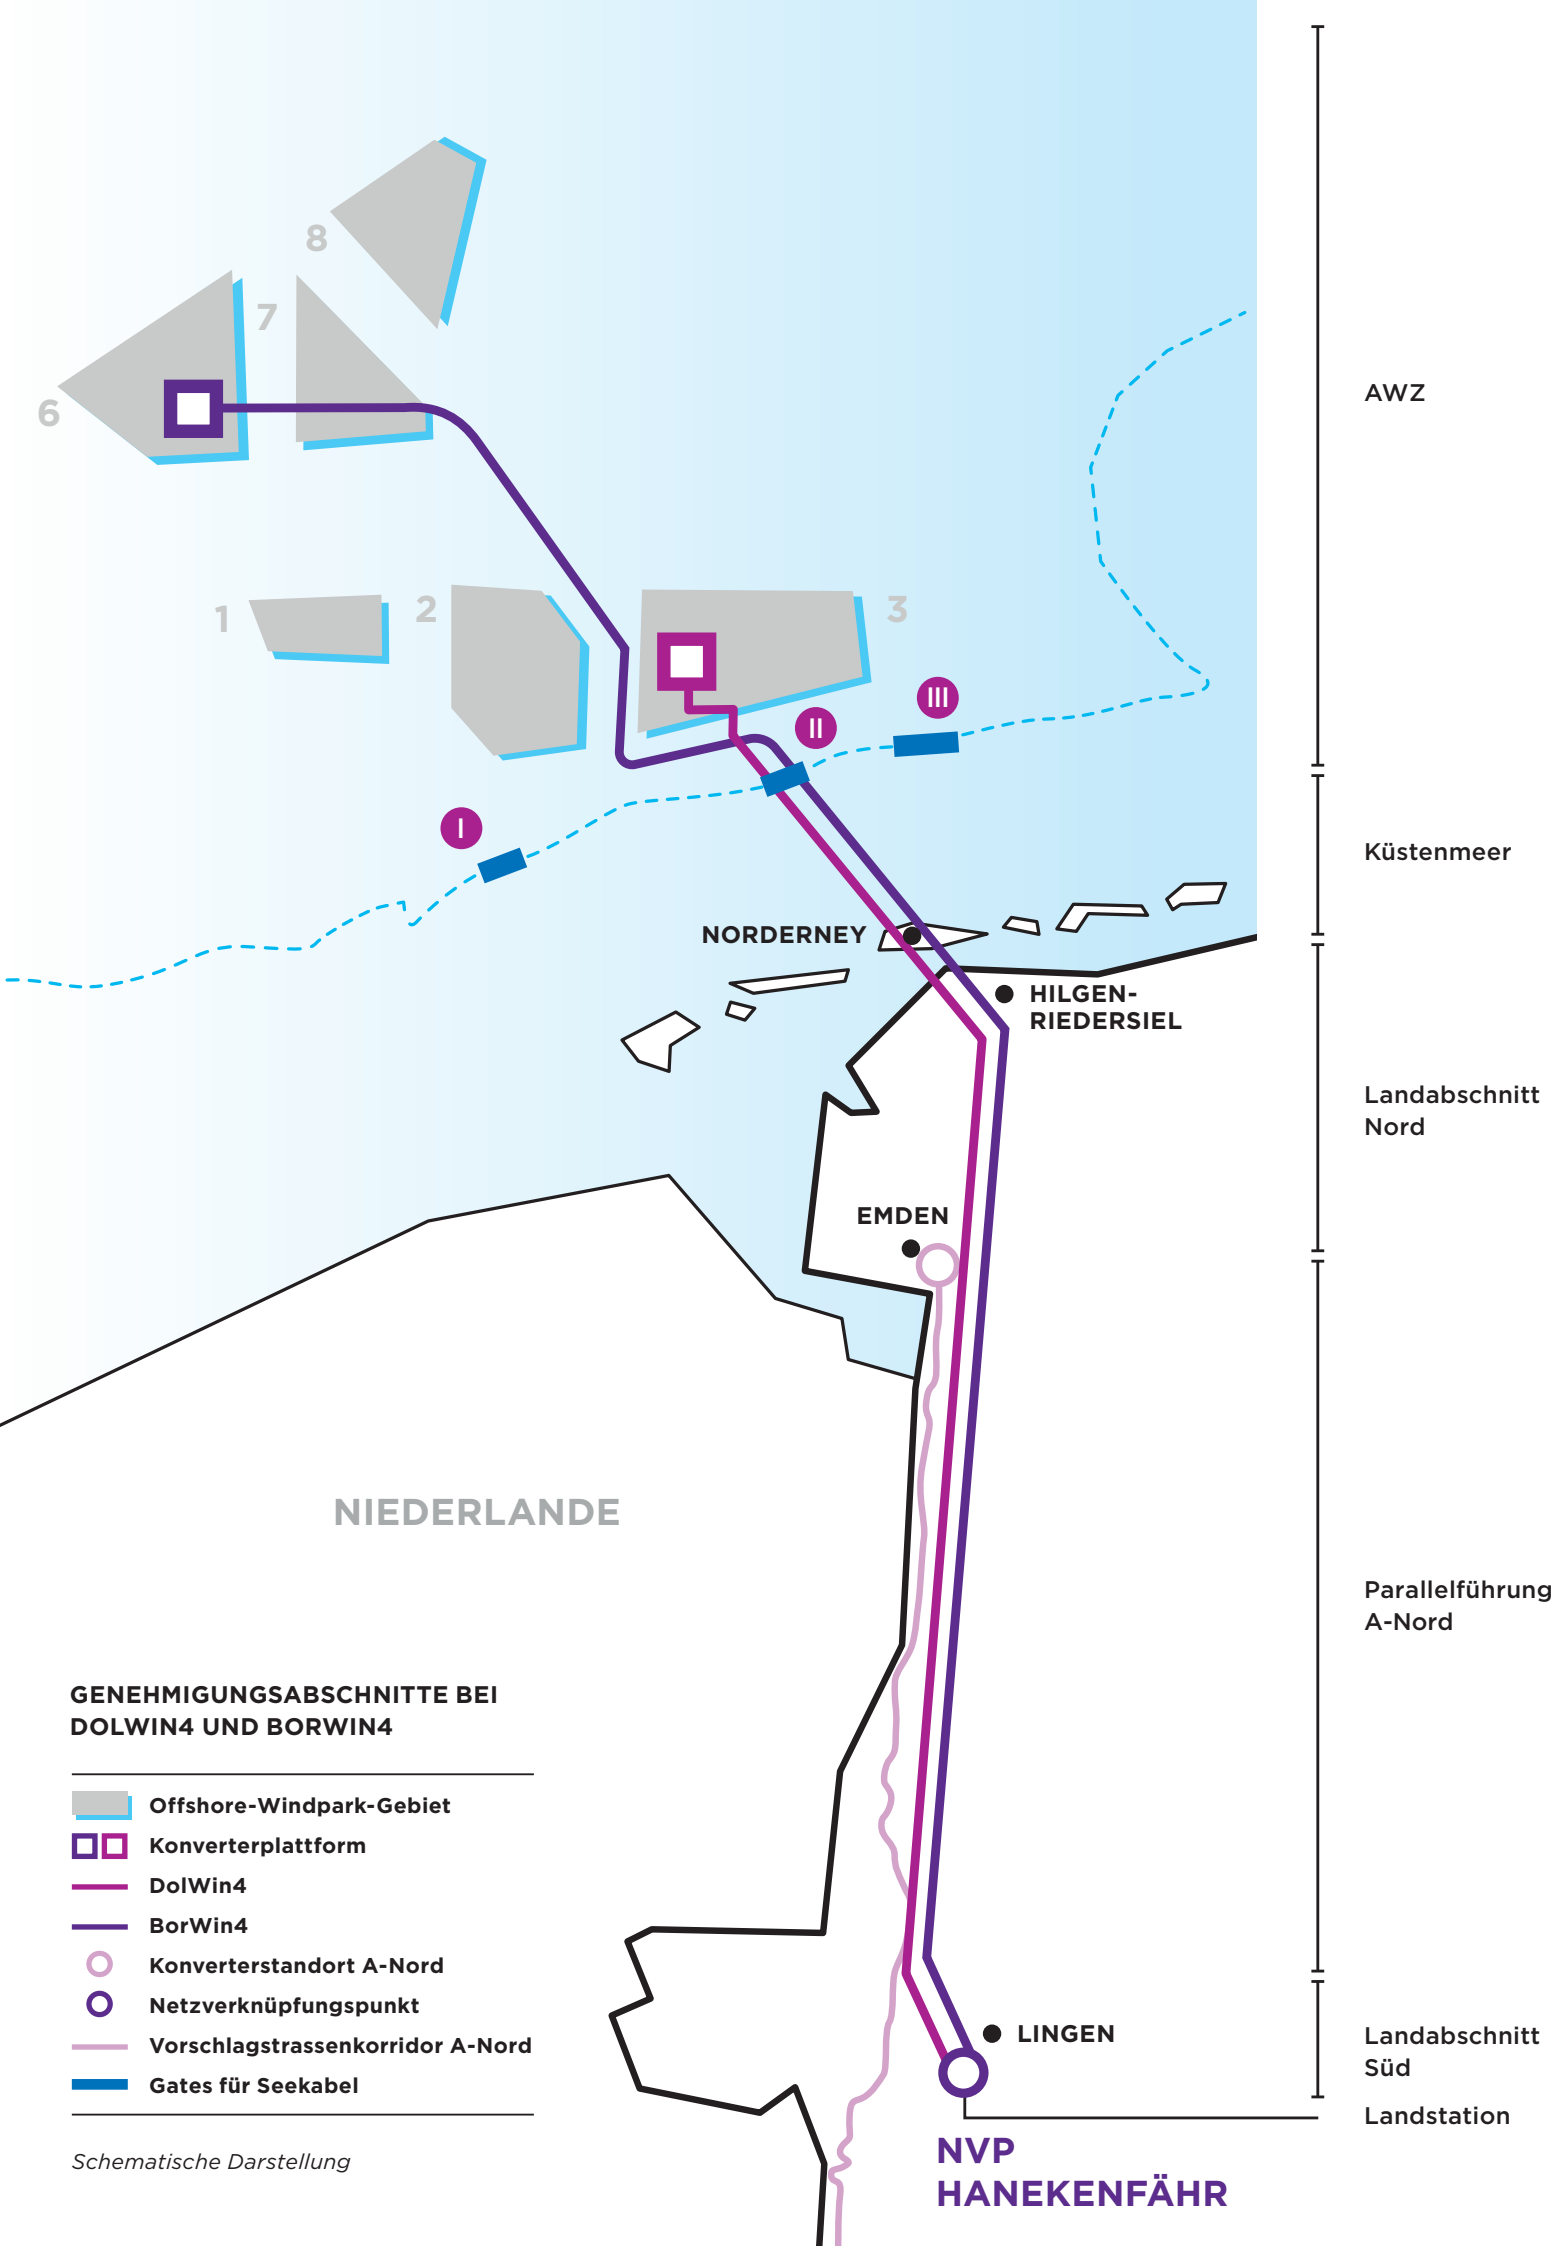 8
7
6
AWZ
1
2
3
III
II
I
Küstenmeer
NORDERNEY
HILGEN-
RIEDERSIEL
Landabschnitt
Nord
EMDEN
NIEDERLANDE
Parallelführung
A-Nord
GENEHMIGUNGSABSCHNITTE BEI
DOLWIN4 UND BORWIN4
Offshore-Windpark-Gebiet
Konverterplattform
DolWin4
BorWin4
Konverterstandort A-Nord
Netzverknüpfungspunkt
Vorschlagstrassenkorridor A-Nord
Gates für Seekabel
Schematische Darstellung
LINGEN
Landabschnitt
Süd
Landstation
NVP
HANEKENFÄHR